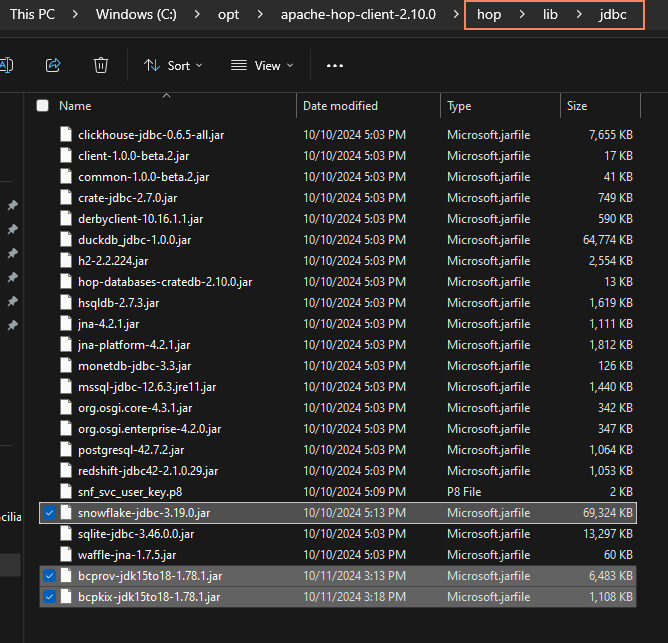 This PC > Windows (C:) > opt > apache-hop-client-2.10.0 > hop > lib > jdbc
Sort View
Name Date modified Type Size
clickhouse-jdbc-0.6.5-all.jar 10/10/2024 5:03 PM Microsoft.jarfile 7,655 KB
client-1.0.0-beta.2.jar 10/10/2024 5:03 PM Microsoft.jarfile 17 KB
common-1.0.0-beta.2.jar 10/10/2024 5:03 PM Microsoft.jarfile 41 KB
crate-jdbc-2.7.0.jar 10/10/2024 5:03 PM Microsoft.jarfile 749 KB
derbyclient-10.16.1.1.jar 10/10/2024 5:03 PM Microsoft.jarfile 590 KB
duckdb_jdbc-1.0.0.jar 10/10/2024 5:03 PM Microsoft.jarfile 64,774 KB
h2-2.2.224.jar 10/10/2024 5:03 PM Microsoft.jarfile 2,554 KB
hop-databases-cratedb-2.10.0.jar 10/10/2024 5:03 PM Microsoft.jarfile 13 KB
hsqldb-2.7.3.jar 10/10/2024 5:03 PM Microsoft.jarfile 1,619 KB
jna-4.2.1.jar 10/10/2024 5:03 PM Microsoft.jarfile 1,111 KB
jna-platform-4.2.1.jar 10/10/2024 5:03 PM Microsoft.jarfile 1,812 KB
monetdb-jdbc-3.3.jar 10/10/2024 5:03 PM Microsoft.jarfile 126 KB
mssql-jdbc-12.6.3.jre11.jar 10/10/2024 5:03 PM Microsoft.jarfile 1,440 KB
org.osgi.core-4.3.1.jar 10/10/2024 5:03 PM Microsoft.jarfile 342 KB
org.osgi.enterprise-4.2.0.jar 10/10/2024 5:03 PM Microsoft.jarfile 347 KB
postgresql-42.7.2.jar 10/10/2024 5:03 PM Microsoft.jarfile 1,064 KB
redshift-jdbc42-2.1.0.29.jar 10/10/2024 5:03 PM Microsoft.jarfile 1,053 KB
snf_svc_user_key.p8 10/10/2024 5:09 PM P8 File 2 KB
snowflake-jdbc-3.19.0.jar 10/10/2024 5:13 PM Microsoft.jarfile 69,324 KB
sqlite-jdbc-3.46.0.0.jar 10/10/2024 5:03 PM Microsoft.jarfile 13,297 KB
waffle-jna-1.7.5.jar 10/10/2024 5:03 PM Microsoft.jarfile 60 KB
bcprov-jdk15to18-1.78.1.jar 10/11/2024 3:13 PM Microsoft.jarfile 6,483 KB
bcpkix-jdk15to18-1.78.1.jar 10/11/2024 3:18 PM Microsoft.jarfile 1,108 KB